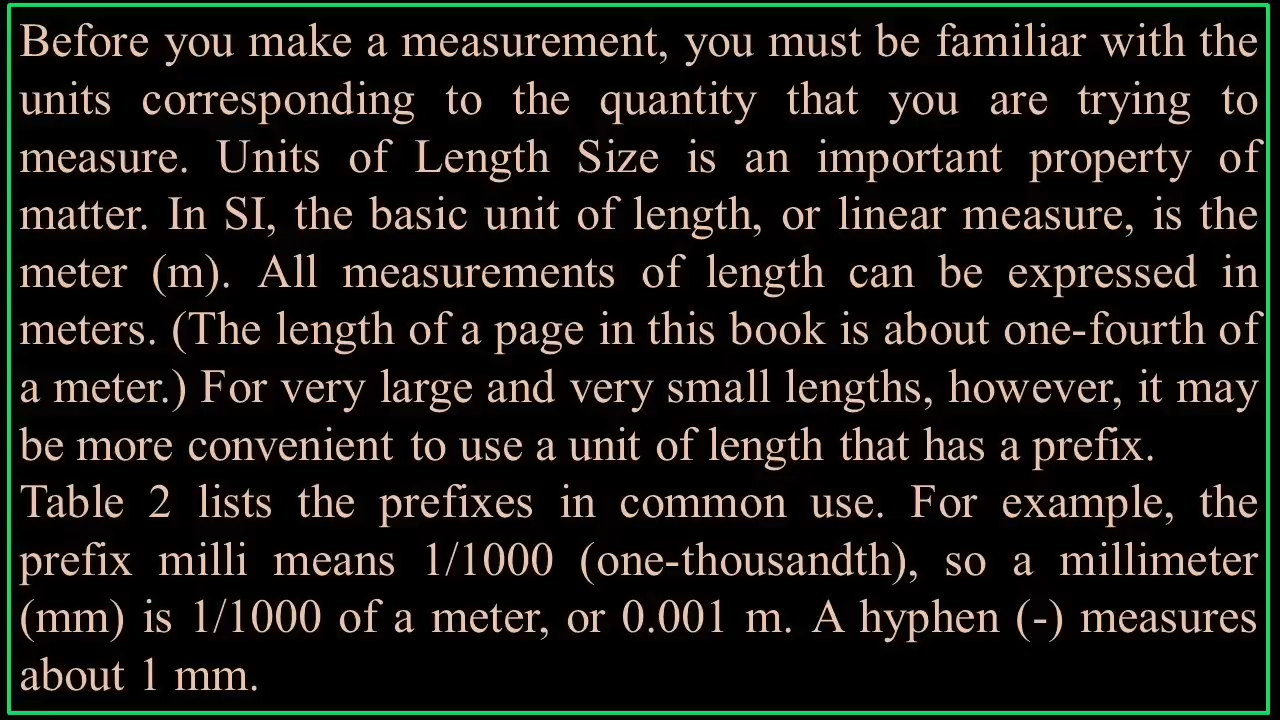 Before you make a measurement, you must be familiar with the
units corresponding to the quantity that you are trying to
measure. Units of Length Size is an important property of
matter. In SI, the basic unit of length, or linear measure, is the
meter (m). All measurements of length can be expressed in
meters. (The length of a page in this book is about one-fourth of
a meter.) For very large and very small lengths, however, it may
be more convenient to use a unit of length that has a prefix.
Table 2 lists the prefixes in common use. For example, the
prefix milli means 1/1000 (one-thousandth), so a millimeter
(mm) is 1/1000 of a meter, or 0.001 m. A hyphen (-) measures
about 1 mm.